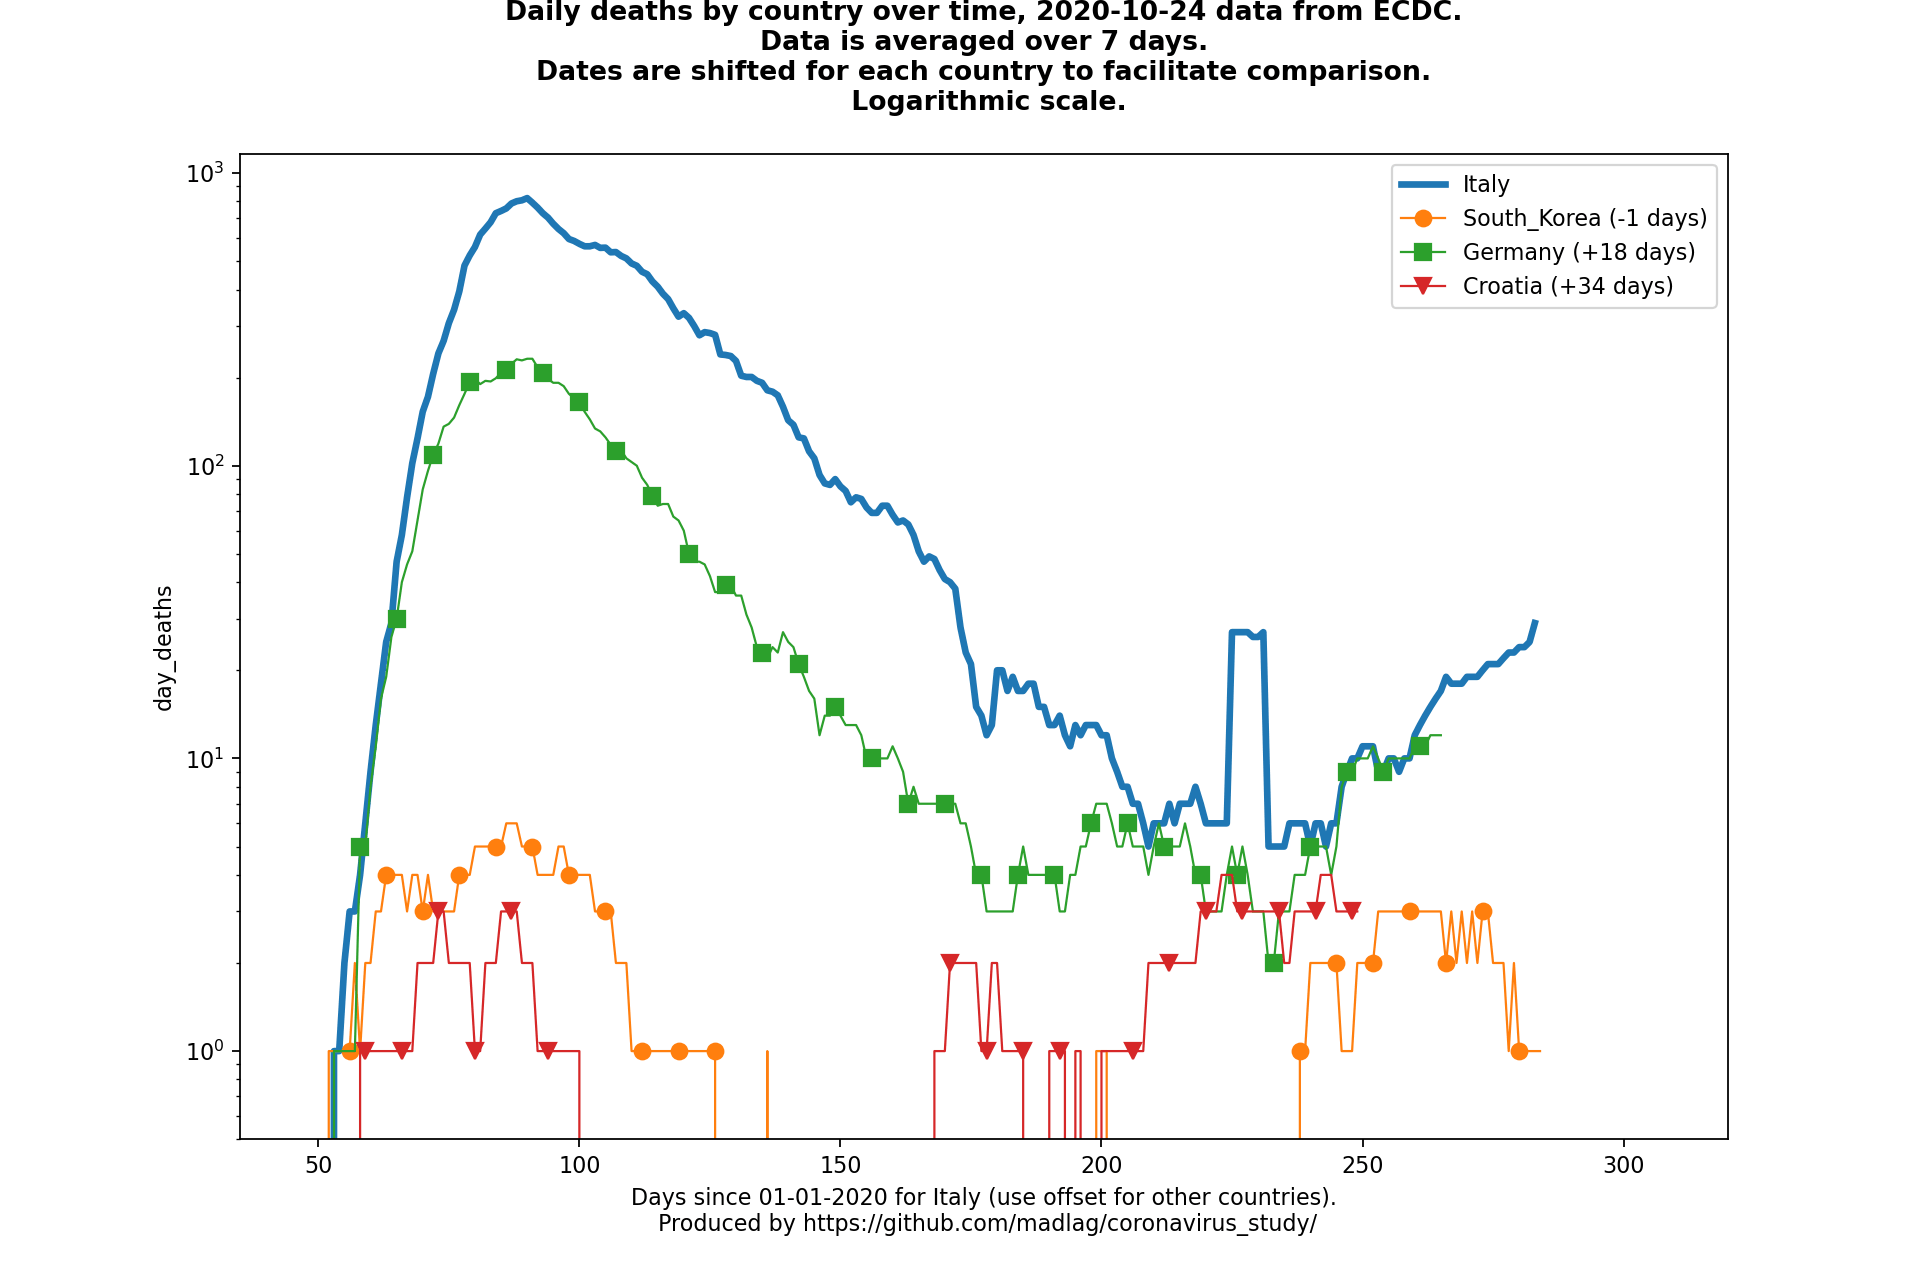 Daily deaths by country over time, 2020-10-24 data from ECDC.
Data is averaged over 7 days.
Dates are shifted for each country to facilitate comparison.
Logarithmic scale.
10³
Italy
South_Korea (-1 days)
Germany (+18 days)
Croatia (+34 days)
10²
day_deaths
10¹
10⁰
50 100 150 200 250 300
Days since 01-01-2020 for Italy (use offset for other countries).
Produced by https://github.com/madlag/coronavirus_study/